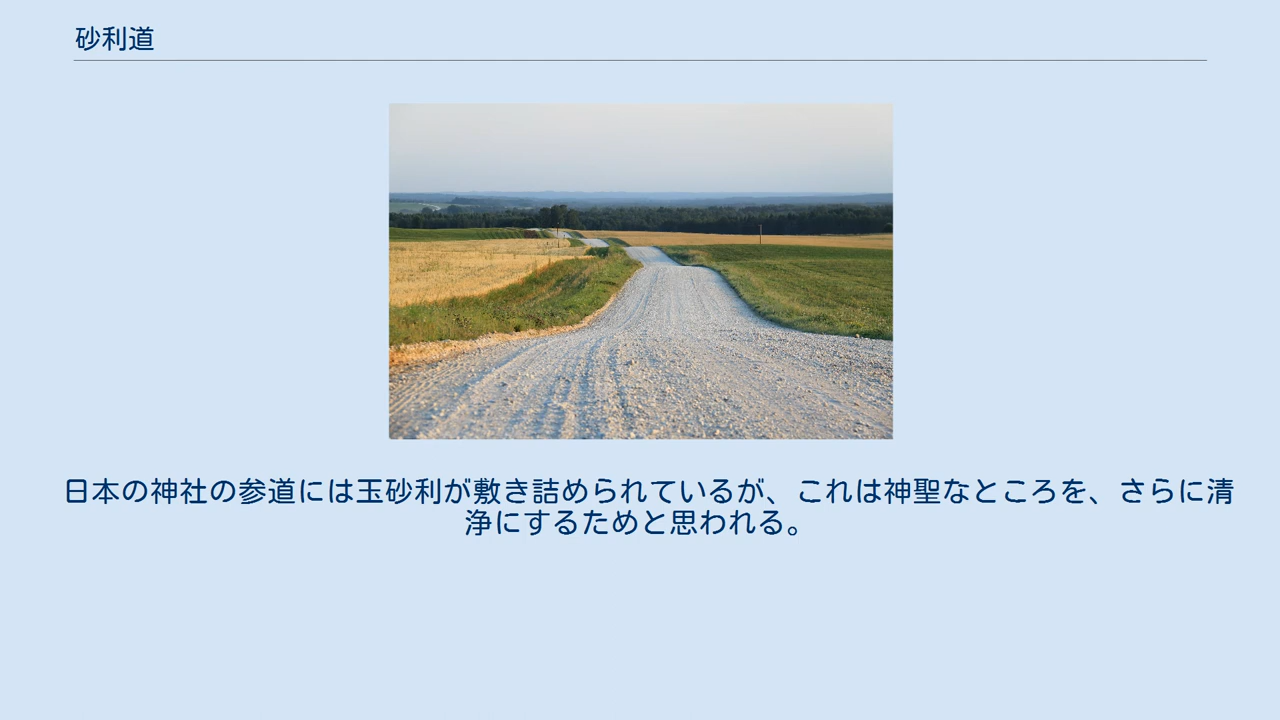 砂利道
日本の神社の参道には玉砂利が敷き詰められているが、これは神聖なところを、さらに清
浄にするためと思われる。